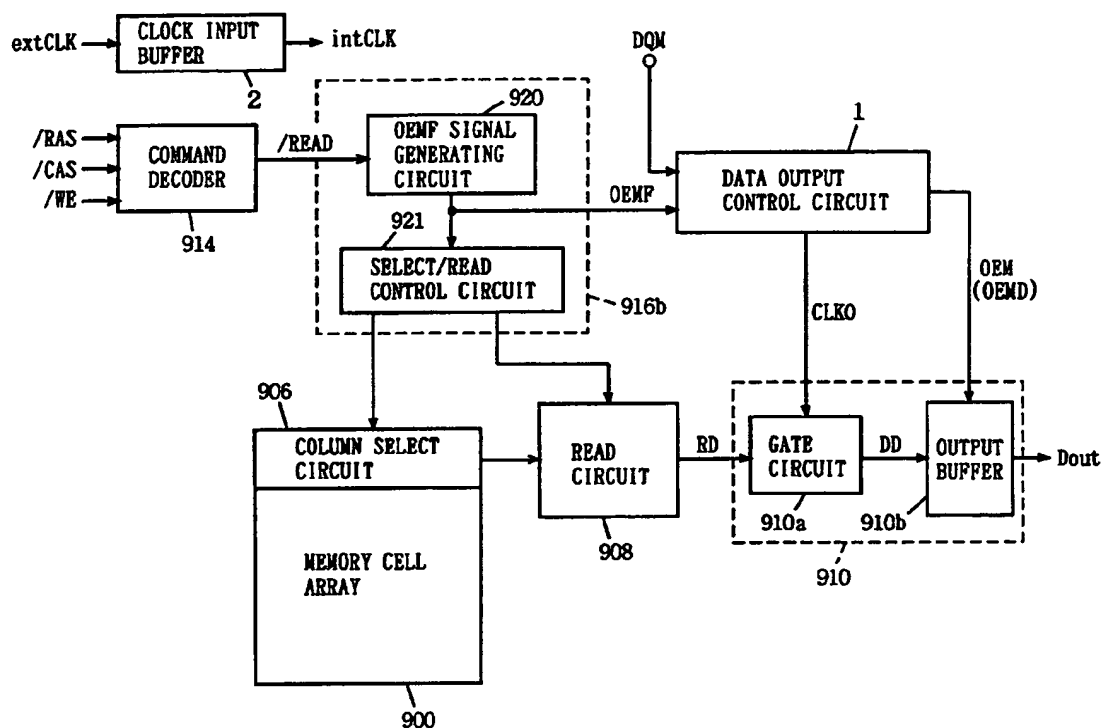 extCLK
CLOCK INPUT
BUFFER
intCLK
2
DQM
/RAS
/CAS
/WE
COMMAND
DECODER
914
/READ
920
OEMF SIGNAL
GENERATING
CIRCUIT
OEMF
1
DATA OUTPUT
CONTROL CIRCUIT
921
SELECT/READ
CONTROL CIRCUIT
916b
CLKO
OEM
(OEMD)
906
COLUMN SELECT
CIRCUIT
MEMORY CELL
ARRAY
900
READ
CIRCUIT
908
RD
GATE
CIRCUIT
910a
DD
OUTPUT
BUFFER
910b
Dout
910